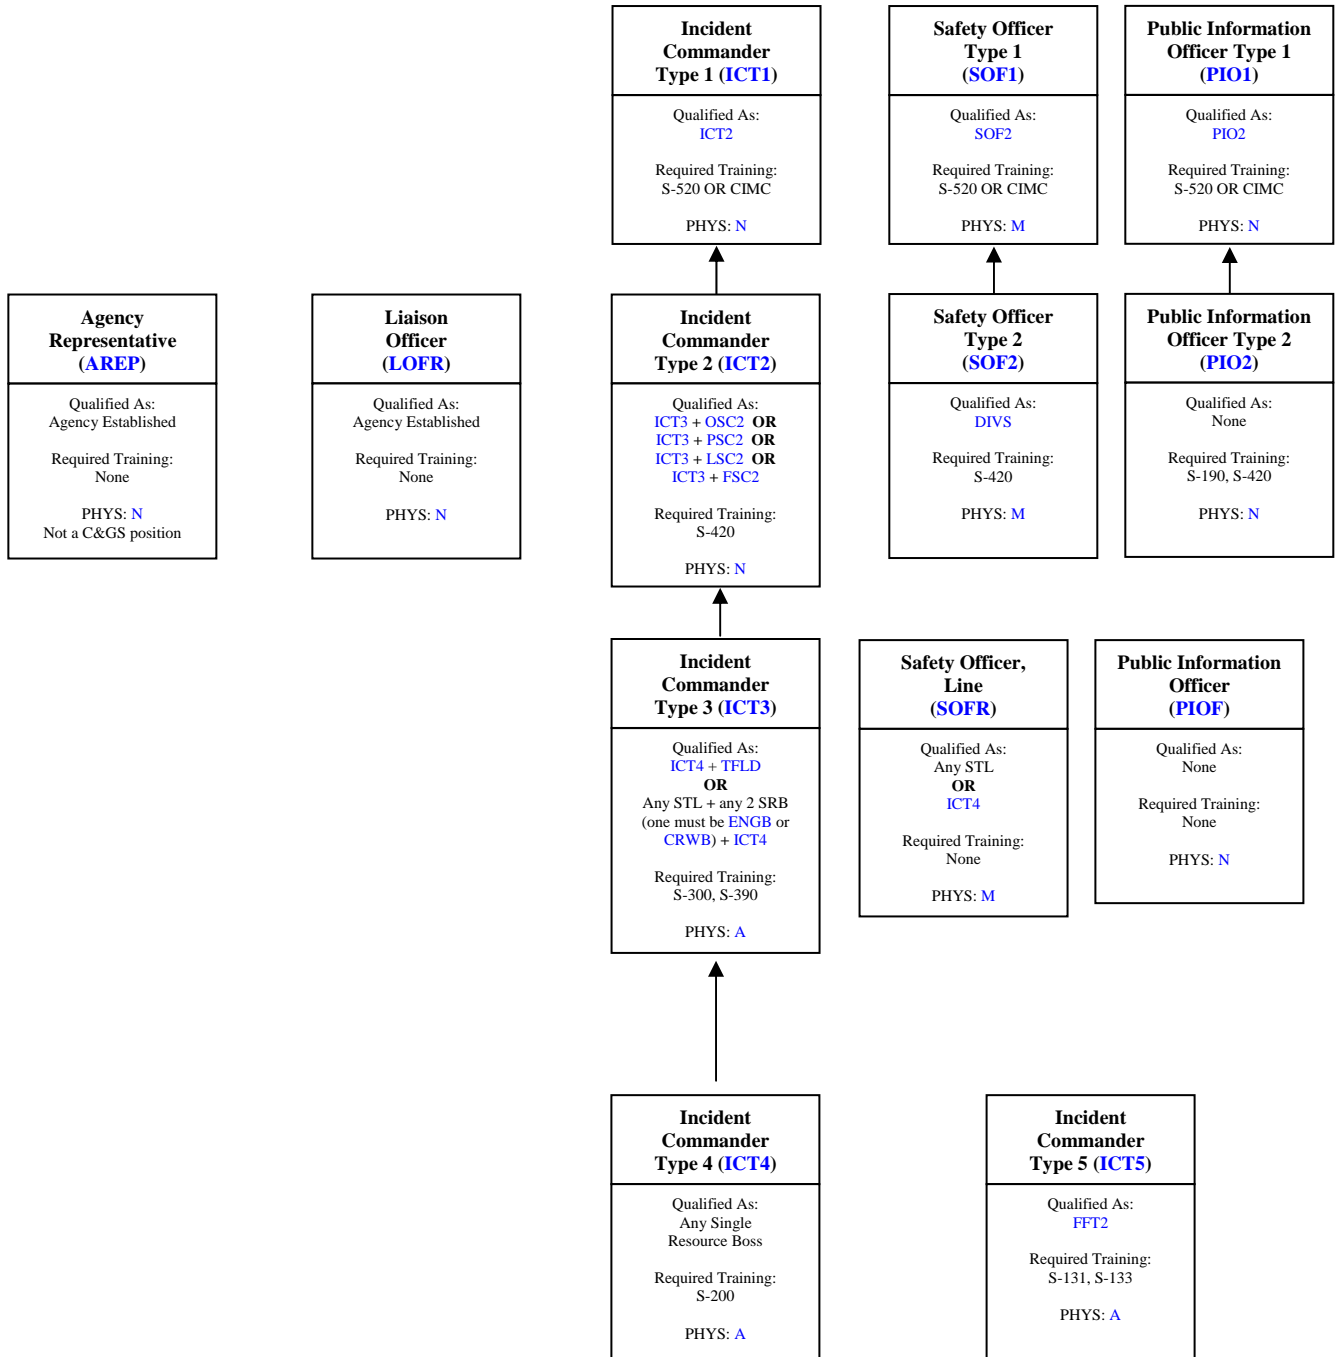 Incident
Commander
Type 1 (ICT1)
Qualified As:
ICT2
Required Training:
S-520 OR CIMC
PHYS: N
Safety Officer
Type 1
(SOF1)
Qualified As:
SOF2
Required Training:
S-520 OR CIMC
PHYS: M
Public Information
Officer Type 1
(PIO1)
Qualified As:
PIO2
Required Training:
S-520 OR CIMC
PHYS: N
Agency
Representative
(AREP)
Qualified As:
Agency Established
Required Training:
None
PHYS: N
Not a C&GS position
Liaison
Officer
(LOFR)
Qualified As:
Agency Established
Required Training:
None
PHYS: N
Incident
Commander
Type 2 (ICT2)
Qualified As:
ICT3 + OSC2 OR
ICT3 + PSC2 OR
ICT3 + LSC2 OR
ICT3 + FSC2
Required Training:
S-420
PHYS: N
Safety Officer
Type 2
(SOF2)
Qualified As:
DIVS
Required Training:
S-420
PHYS: M
Public Information
Officer Type 2
(PIO2)
Qualified As:
None
Required Training:
S-190, S-420
PHYS: N
Incident
Commander
Type 3 (ICT3)
Qualified As:
ICT4 + TFLD
OR
Any STL + any 2 SRB
(one must be ENGB or
CRWB) + ICT4
Required Training:
S-300, S-390
PHYS: A
Safety Officer,
Line
(SOFR)
Qualified As:
Any STL
OR
ICT4
Required Training:
None
PHYS: M
Public Information
Officer
(PIOF)
Qualified As:
None
Required Training:
None
PHYS: N
Incident
Commander
Type 4 (ICT4)
Qualified As:
Any Single
Resource Boss
Required Training:
S-200
PHYS: A
Incident
Commander
Type 5 (ICT5)
Qualified As:
FFT2
Required Training:
S-131, S-133
PHYS: A